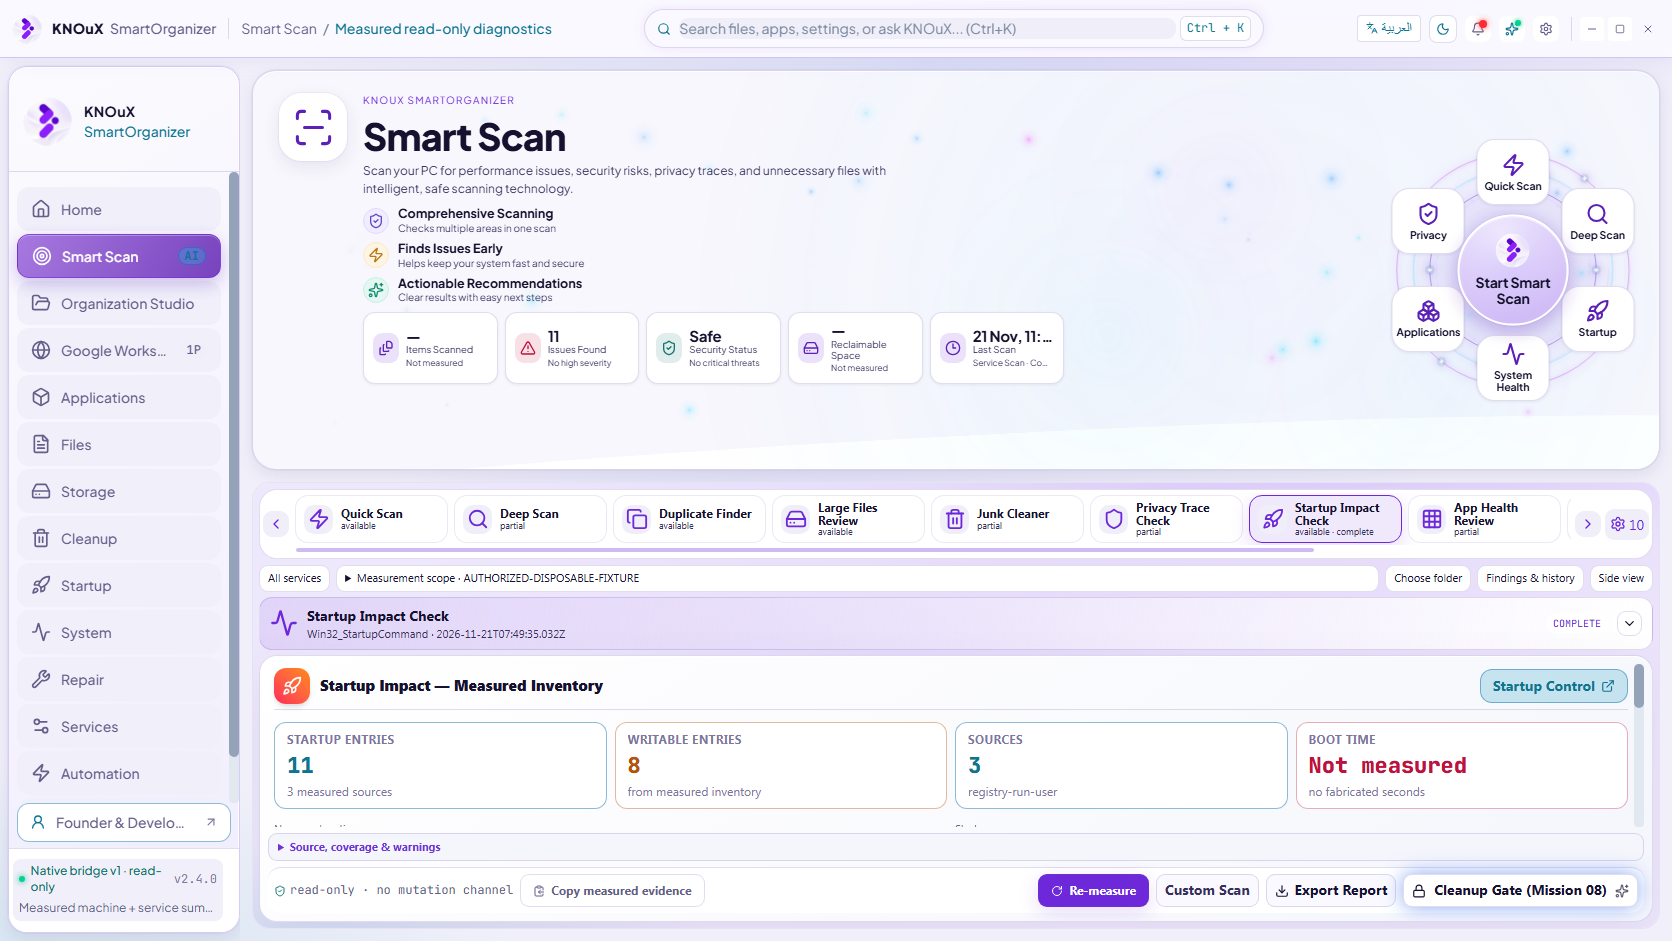 KNOuX SmartOrganizer
Smart Scan / Measured read-only diagnostics
Search files, apps, settings, or ask KNOuX... (Ctrl+K)
Ctrl + K
العربية
KNOuX
SmartOrganizer
Home
Smart Scan AI
Organization Studio
Google Works... 1P
Applications
Files
Storage
Cleanup
Startup
System
Repair
Services
Automation
Founder & Develo...
Native bridge v1 · read-only
v2.4.0
Measured machine + service sum...
KNOUX SMARTORGANIZER
Smart Scan
Scan your PC for performance issues, security risks, privacy traces, and unnecessary files with
intelligent, safe scanning technology.
Comprehensive Scanning
Checks multiple areas in one scan
Finds Issues Early
Helps keep your system fast and secure
Actionable Recommendations
Clear results with easy next steps
—
Items Scanned
Not measured
11
Issues Found
No high severity
Safe
Security Status
No critical threats
—
Reclaimable
Space
Not measured
21 Nov, 11:...
Last Scan
Service Scan · Co...
Quick Scan
Privacy
Deep Scan
Start Smart
Scan
Applications
Startup
System
Health
Quick Scan
available
Deep Scan
partial
Duplicate Finder
available
Large Files
Review
available
Junk Cleaner
partial
Privacy Trace
Check
partial
Startup Impact
Check
available · complete
App Health
Review
partial
10
All services
Measurement scope · AUTHORIZED-DISPOSABLE-FIXTURE
Choose folder
Findings & history
Side view
Startup Impact Check
Win32_StartupCommand · 2026-11-21T07:49:35.032Z
COMPLETE
Startup Impact — Measured Inventory
Startup Control
STARTUP ENTRIES
11
3 measured sources
WRITABLE ENTRIES
8
from measured inventory
SOURCES
3
registry-run-user
BOOT TIME
Not measured
no fabricated seconds
Source, coverage & warnings
read-only · no mutation channel
Copy measured evidence
Re-measure
Custom Scan
Export Report
Cleanup Gate (Mission 08)